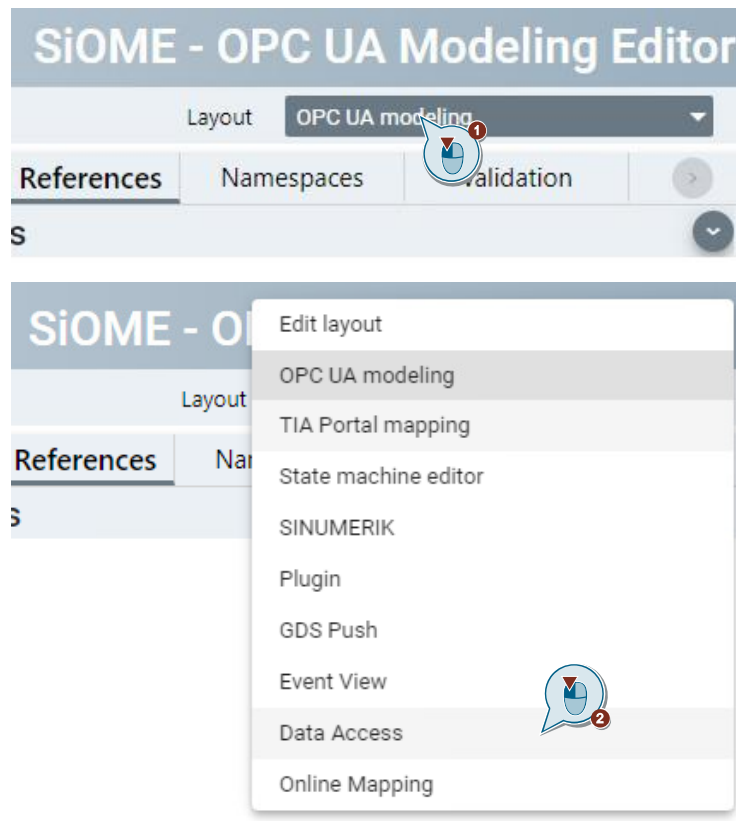 SiOME - OPC UA Modeling Editor
Layout OPC UA modeling
1
References Namespaces Validation
s
SiOME - O
Edit layout
OPC UA modeling
Layout
TIA Portal mapping
References Nar
State machine editor
s
SINUMERIK
Plugin
GDS Push
Event View
2
Data Access
Online Mapping